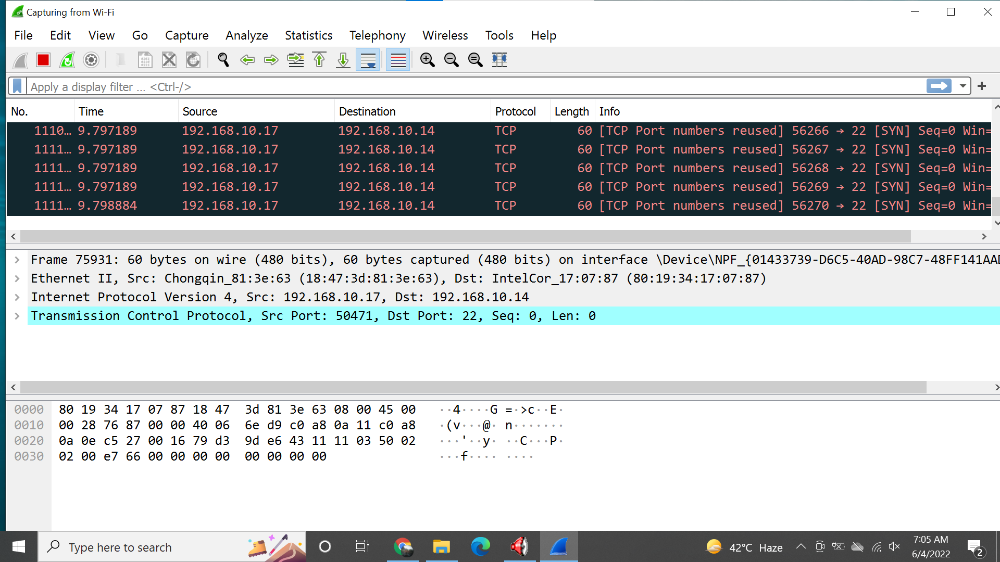 Capturing from Wi-Fi
File Edit View Go Capture Analyze Statistics Telephony Wireless Tools Help
Apply a display filter … <Ctrl-/>
No. Time Source Destination Protocol Length Info
1110… 9.797189 192.168.10.17 192.168.10.14 TCP 60 [TCP Port numbers reused] 56266 → 22 [SYN] Seq=0 Win=
1111… 9.797189 192.168.10.17 192.168.10.14 TCP 60 [TCP Port numbers reused] 56267 → 22 [SYN] Seq=0 Win=
1111… 9.797189 192.168.10.17 192.168.10.14 TCP 60 [TCP Port numbers reused] 56268 → 22 [SYN] Seq=0 Win=
1111… 9.797189 192.168.10.17 192.168.10.14 TCP 60 [TCP Port numbers reused] 56269 → 22 [SYN] Seq=0 Win=
1111… 9.798884 192.168.10.17 192.168.10.14 TCP 60 [TCP Port numbers reused] 56270 → 22 [SYN] Seq=0 Win=
Frame 75931: 60 bytes on wire (480 bits), 60 bytes captured (480 bits) on interface \Device\NPF_{01433739-D6C5-40AD-98C7-48FF141AAD
Ethernet II, Src: Chongqin_81:3e:63 (18:47:3d:81:3e:63), Dst: IntelCor_17:07:87 (80:19:34:17:07:87)
Internet Protocol Version 4, Src: 192.168.10.17, Dst: 192.168.10.14
Transmission Control Protocol, Src Port: 50471, Dst Port: 22, Seq: 0, Len: 0
0000 80 19 34 17 07 87 18 47 3d 81 3e 63 08 00 45 00 ··4····G =·>c··E·
0010 00 28 76 87 00 00 40 06 6e d9 c0 a8 0a 11 c0 a8 ·(v···@· n·······
0020 0a 0e c5 27 00 16 79 d3 9d e6 43 11 11 03 50 02 ···'··y· ··C···P·
0030 02 00 e7 66 00 00 00 00 00 00 00 00 ···f···· ····
Type here to search
42°C Haze
7:05 AM
6/4/2022
2